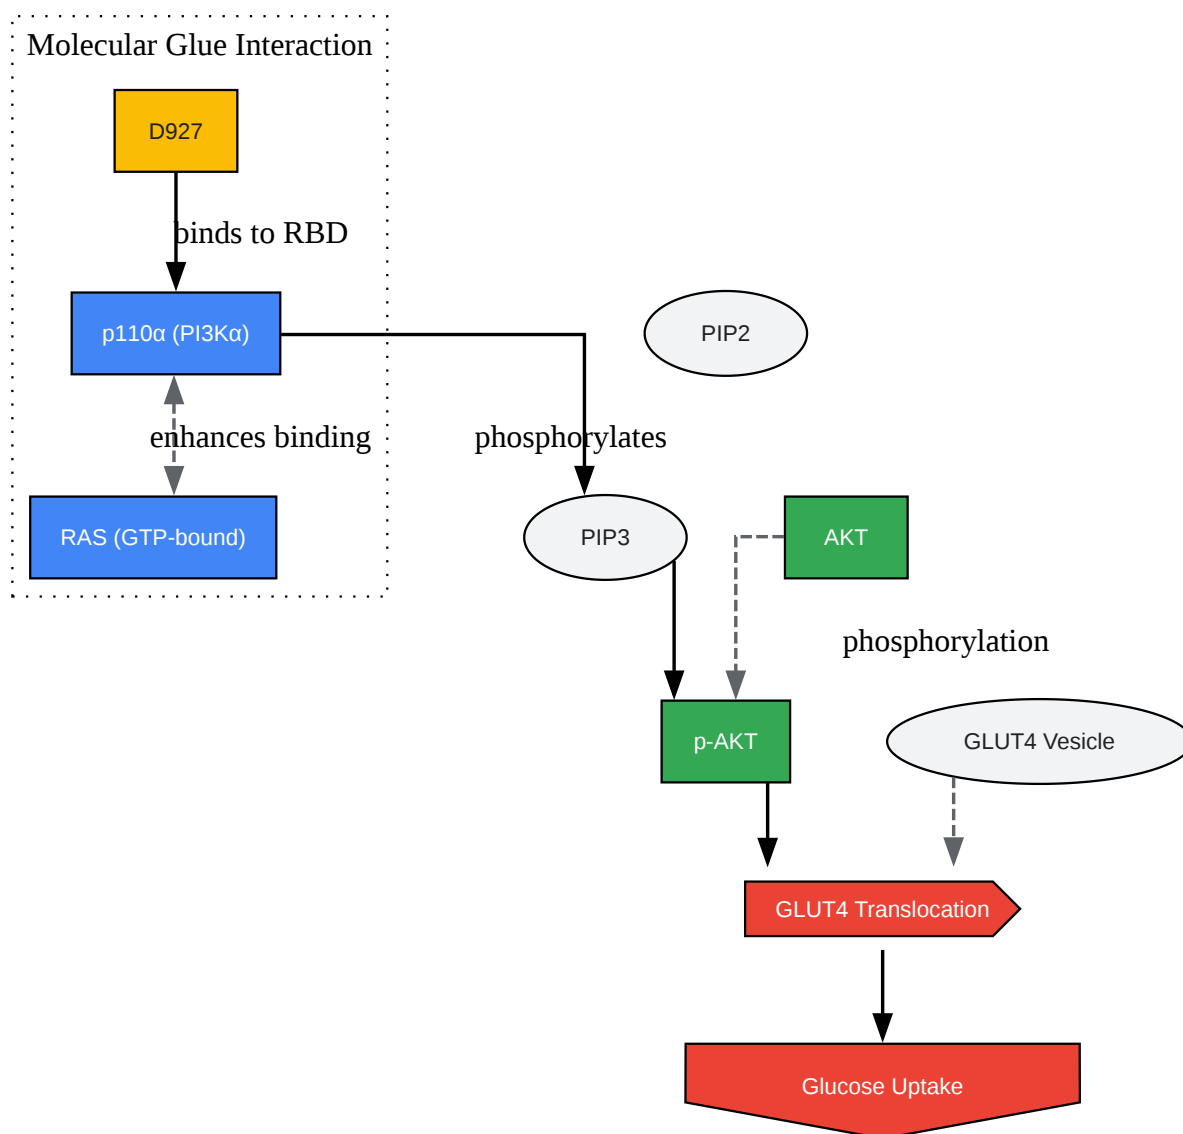 Molecular Glue Interaction
D927
binds to RBD
p110α (PI3Kα)
PIP2
enhances binding
phosphorylates
RAS (GTP-bound)
PIP3
AKT
phosphorylation
p-AKT
GLUT4 Vesicle
GLUT4 Translocation
Glucose Uptake